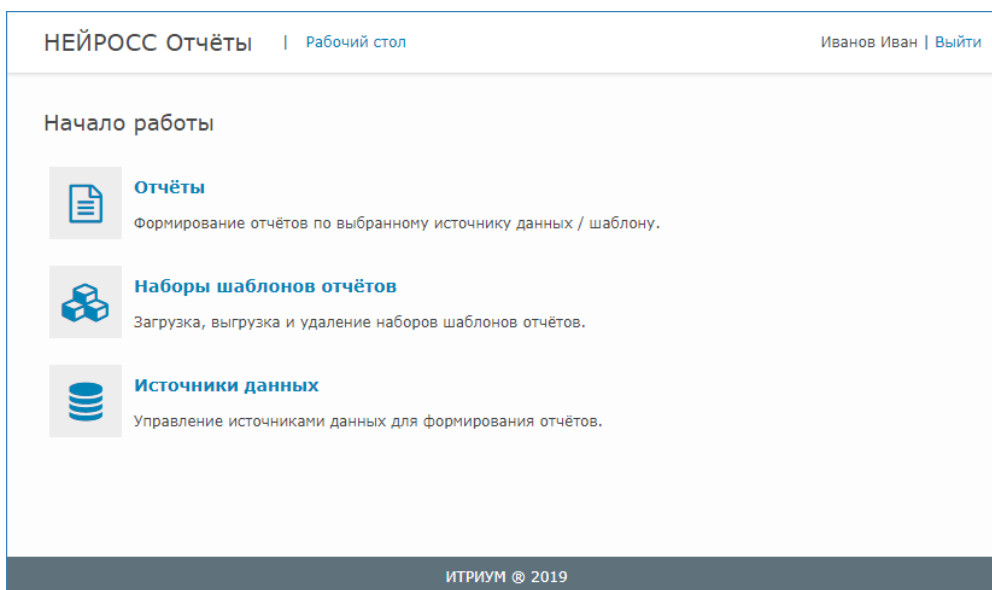 НЕЙРОСС Отчёты | Рабочий стол Иванов Иван | Выйти
Начало работы
Отчёты
Формирование отчётов по выбранному источнику данных / шаблону.
Наборы шаблонов отчётов
Загрузка, выгрузка и удаление наборов шаблонов отчётов.
Источники данных
Управление источниками данных для формирования отчётов.
ИТРИУМ ® 2019